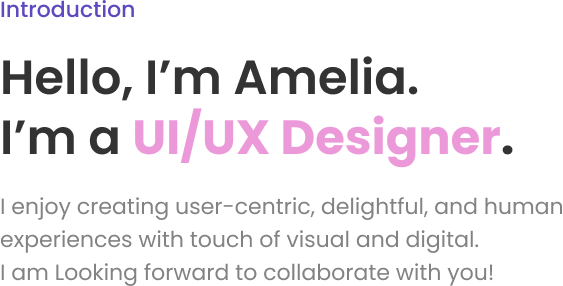 Introduction
Hello, I’m Amelia.
I’m a UI/UX Designer.
I enjoy creating user-centric, delightful, and human
experiences with touch of visual and digital.
I am Looking forward to collaborate with you!